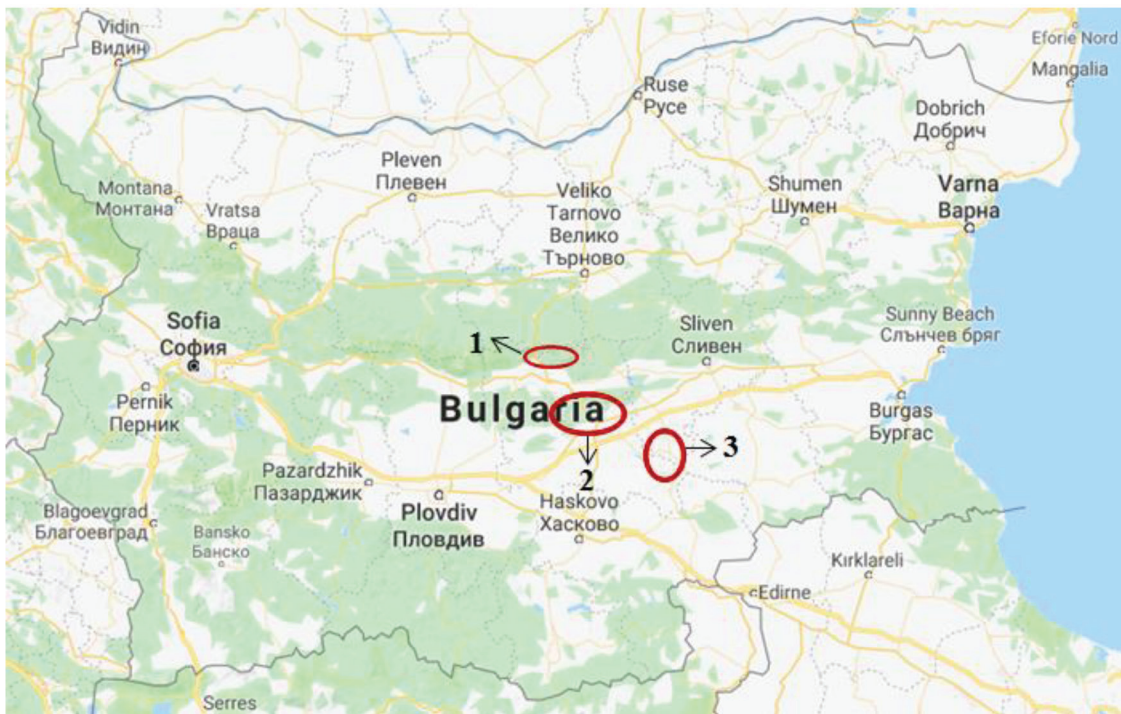 Vidin
Видин
Eforie Nord
Mangalia
Ruse
Русе
Dobrich
Добрич
Pleven
Плевен
Montana
Монтана
Vratsa
Враца
Veliko
Tarnovo
Велико
Търново
Shumen
Шумен
Varna
Варна
Sofia
София
1
Sliven
Сливен
Sunny Beach
Слънчев бряг
Pernik
Перник
Bulgaria
Burgas
Бургас
3
2
Pazardzhik
Пазарджик
Plovdiv
Пловдив
Haskovo
Хасково
Blagoevgrad
Благоевград
Bansko
Банско
Kırklareli
Edirne
Serres